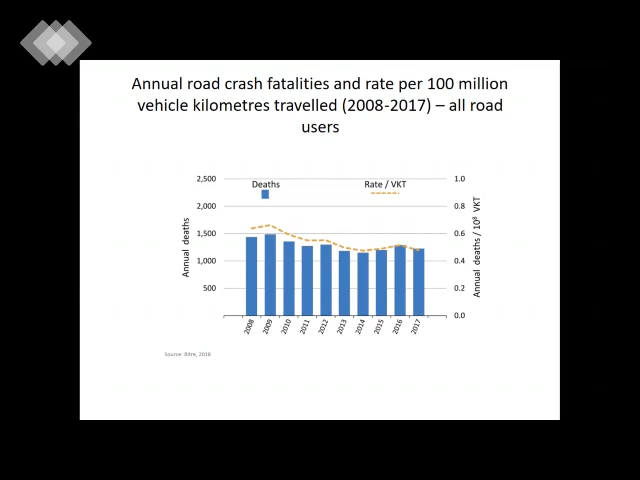 Annual road crash fatalities and rate per 100 million
vehicle kilometres travelled (2008-2017) – all road
users
Deaths
Rate / VKT
2,500
2,000
1,500
1,000
500
1.0
0.8
0.6
0.4
0.2
0.0
Annual deaths
Annual deaths / 10⁸ VKT
2008
2009
2010
2011
2012
2013
2014
2015
2016
2017
Source: Bitre, 2018